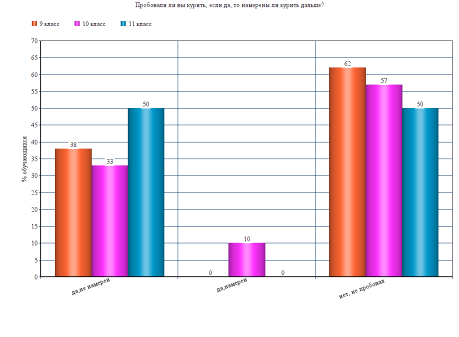 Пробовали ли вы курить, если да, то намерены ли курить дальше?
9 класс 10 класс 11 класс
% обучающихся
70
65
60
55
50
45
40
35
30
25
20
15
10
5
0
38 33 50
0 10 0
62 57 50
да,не намерен
да,намерен
нет, не пробовал